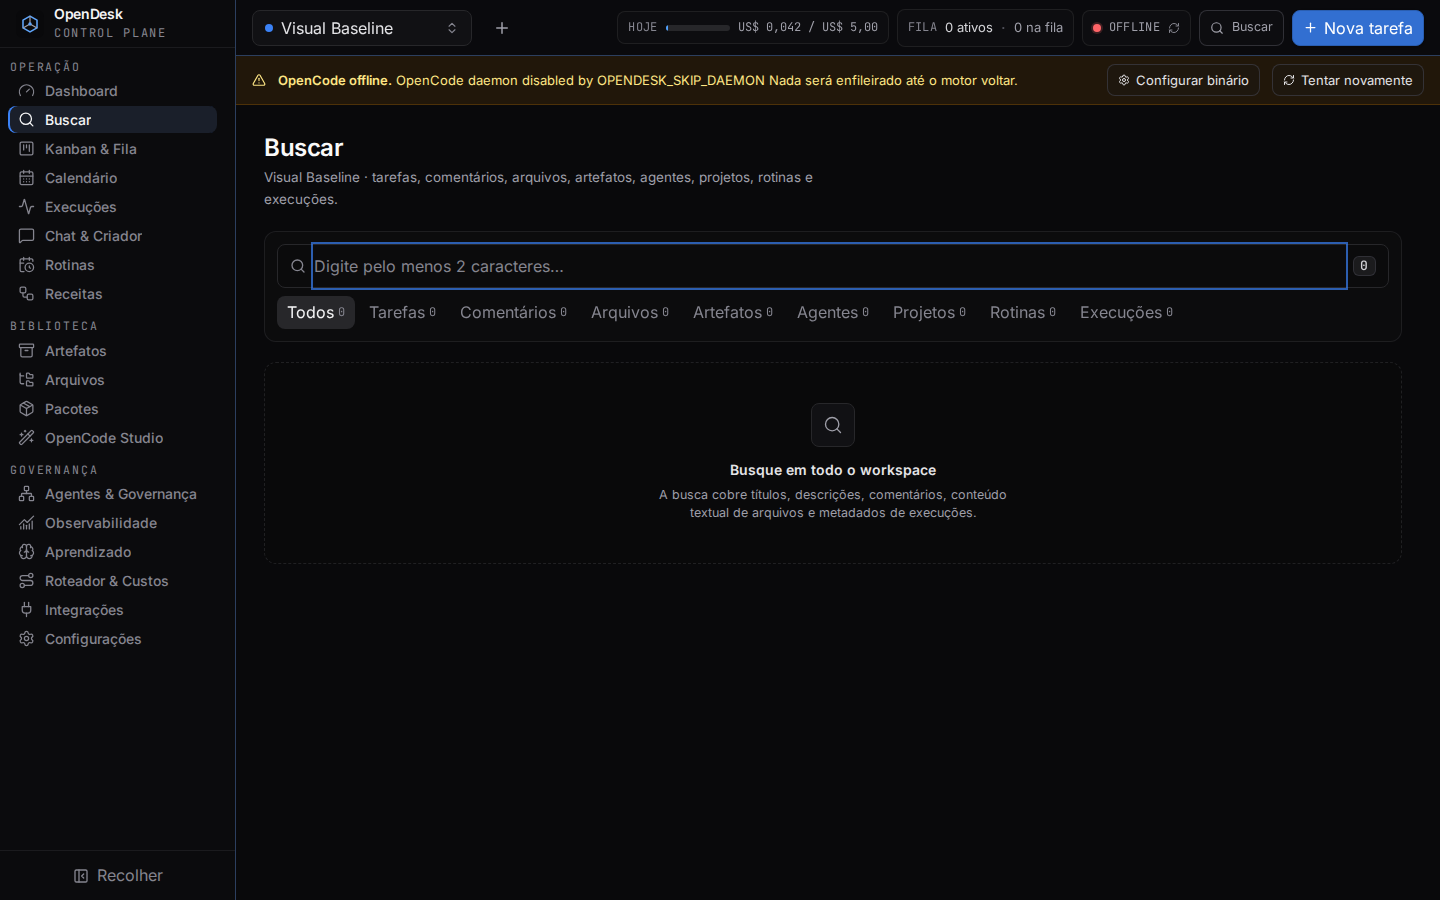 OpenDesk
CONTROL PLANE
OPERAÇÃO
Dashboard
Buscar
Kanban & Fila
Calendário
Execuções
Chat & Criador
Rotinas
Receitas
BIBLIOTECA
Artefatos
Arquivos
Pacotes
OpenCode Studio
GOVERNANÇA
Agentes & Governança
Observabilidade
Aprendizado
Roteador & Custos
Integrações
Configurações
Recolher
Visual Baseline
HOJE US$ 0,042 / US$ 5,00
FILA 0 ativos · 0 na fila
OFFLINE
Buscar
Nova tarefa
OpenCode offline. OpenCode daemon disabled by OPENDESK_SKIP_DAEMON Nada será enfileirado até o motor voltar.
Configurar binário
Tentar novamente
Buscar
Visual Baseline · tarefas, comentários, arquivos, artefatos, agentes, projetos, rotinas e
execuções.
Digite pelo menos 2 caracteres...
0
Todos 0 Tarefas 0 Comentários 0 Arquivos 0 Artefatos 0 Agentes 0 Projetos 0 Rotinas 0 Execuções 0
Busque em todo o workspace
A busca cobre títulos, descrições, comentários, conteúdo
textual de arquivos e metadados de execuções.